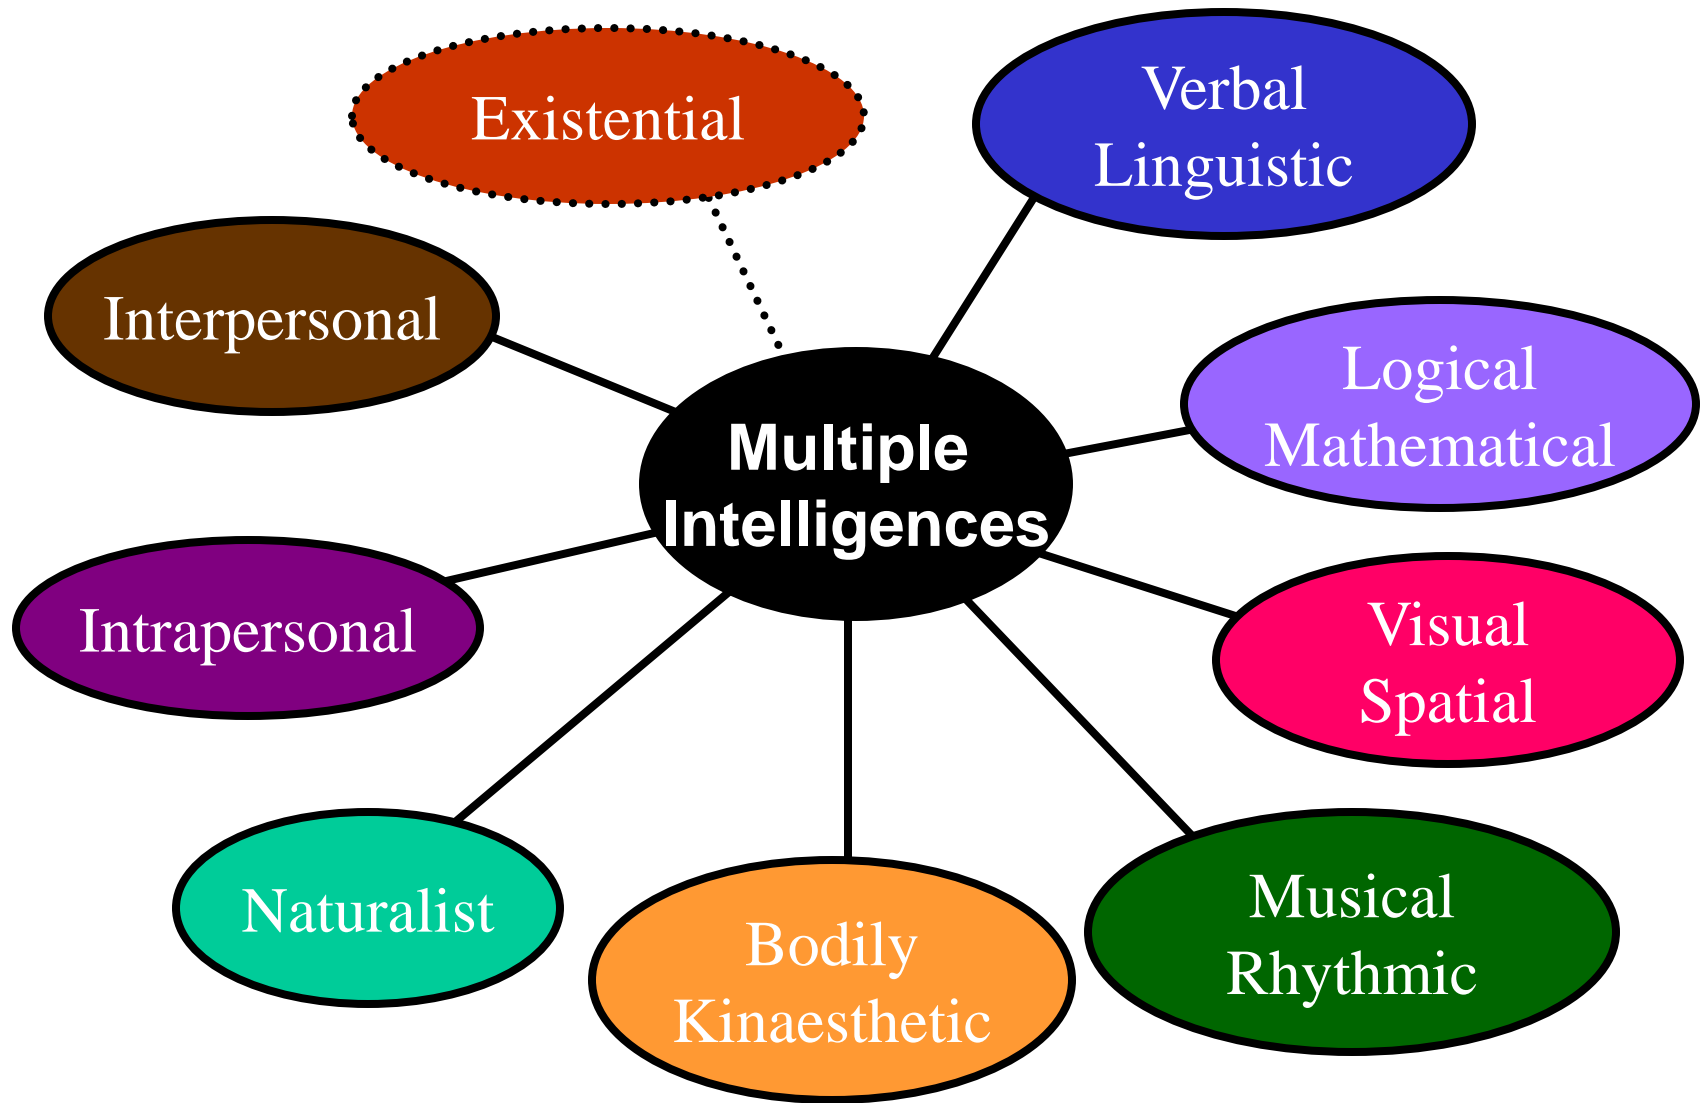 Existential
Verbal
Linguistic
Interpersonal
Logical
Mathematical
Multiple
Intelligences
Intrapersonal
Visual
Spatial
Naturalist
Bodily
Kinaesthetic
Musical
Rhythmic